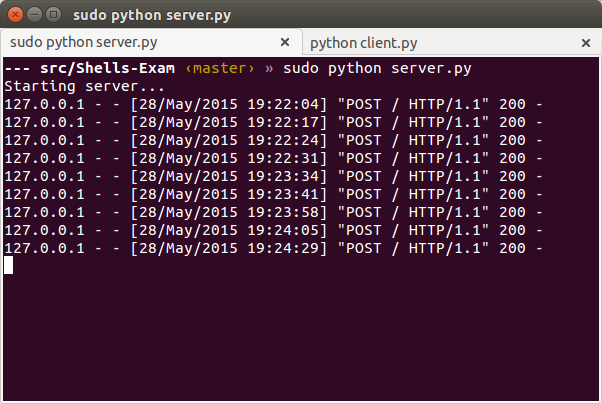 sudo python server.py
sudo python server.py × python client.py ×
--- src/Shells-Exam ‹master› » sudo python server.py
Starting server...
127.0.0.1 - - [28/May/2015 19:22:04] "POST / HTTP/1.1" 200 -
127.0.0.1 - - [28/May/2015 19:22:17] "POST / HTTP/1.1" 200 -
127.0.0.1 - - [28/May/2015 19:22:24] "POST / HTTP/1.1" 200 -
127.0.0.1 - - [28/May/2015 19:22:31] "POST / HTTP/1.1" 200 -
127.0.0.1 - - [28/May/2015 19:23:34] "POST / HTTP/1.1" 200 -
127.0.0.1 - - [28/May/2015 19:23:41] "POST / HTTP/1.1" 200 -
127.0.0.1 - - [28/May/2015 19:23:58] "POST / HTTP/1.1" 200 -
127.0.0.1 - - [28/May/2015 19:24:05] "POST / HTTP/1.1" 200 -
127.0.0.1 - - [28/May/2015 19:24:29] "POST / HTTP/1.1" 200 -